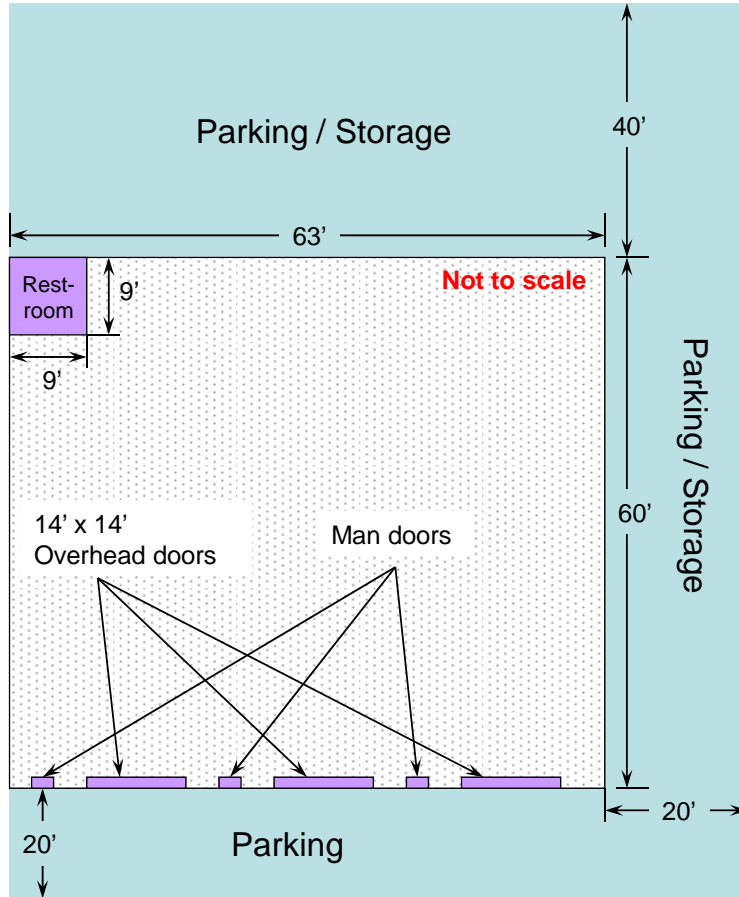 Parking / Storage
40’
63’
Not to scale
Rest-
room
9’
9’
Parking / Storage
60’
14’ x 14’
Overhead doors
Man doors
20’
20’
Parking